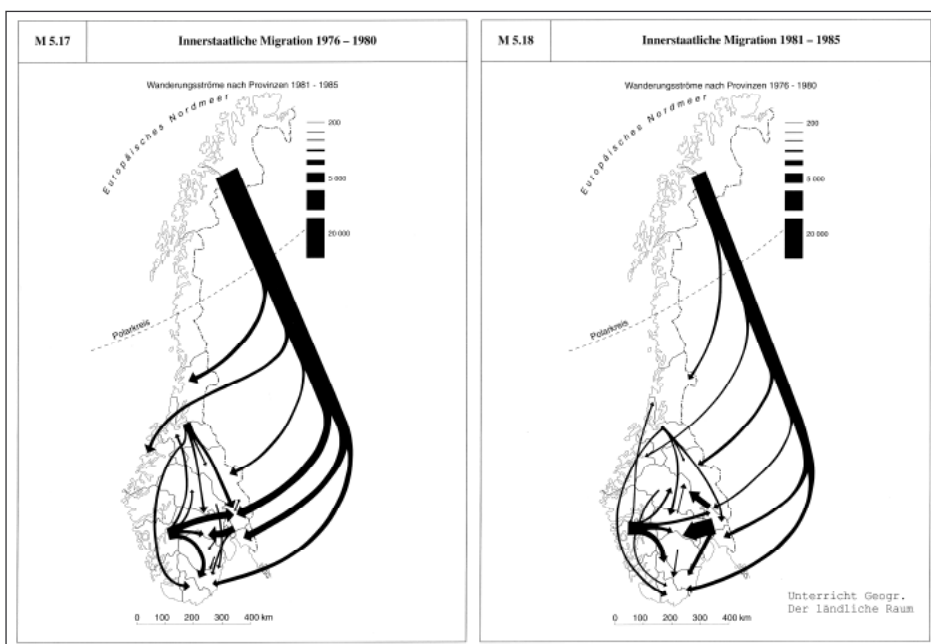 M 5.17
Innerstaatliche Migration 1976 – 1980
Wanderungsströme nach Provinzen 1981 - 1985
Europäisches Nordmeer
200
5 000
20 000
Polarkreis
0 100 200 300 400 km
M 5.18
Innerstaatliche Migration 1981 – 1985
Wanderungsströme nach Provinzen 1976 - 1980
Europäisches Nordmeer
200
5 000
20 000
Polarkreis
0 100 200 300 400 km
Unterricht Geogr.
Der ländliche Raum